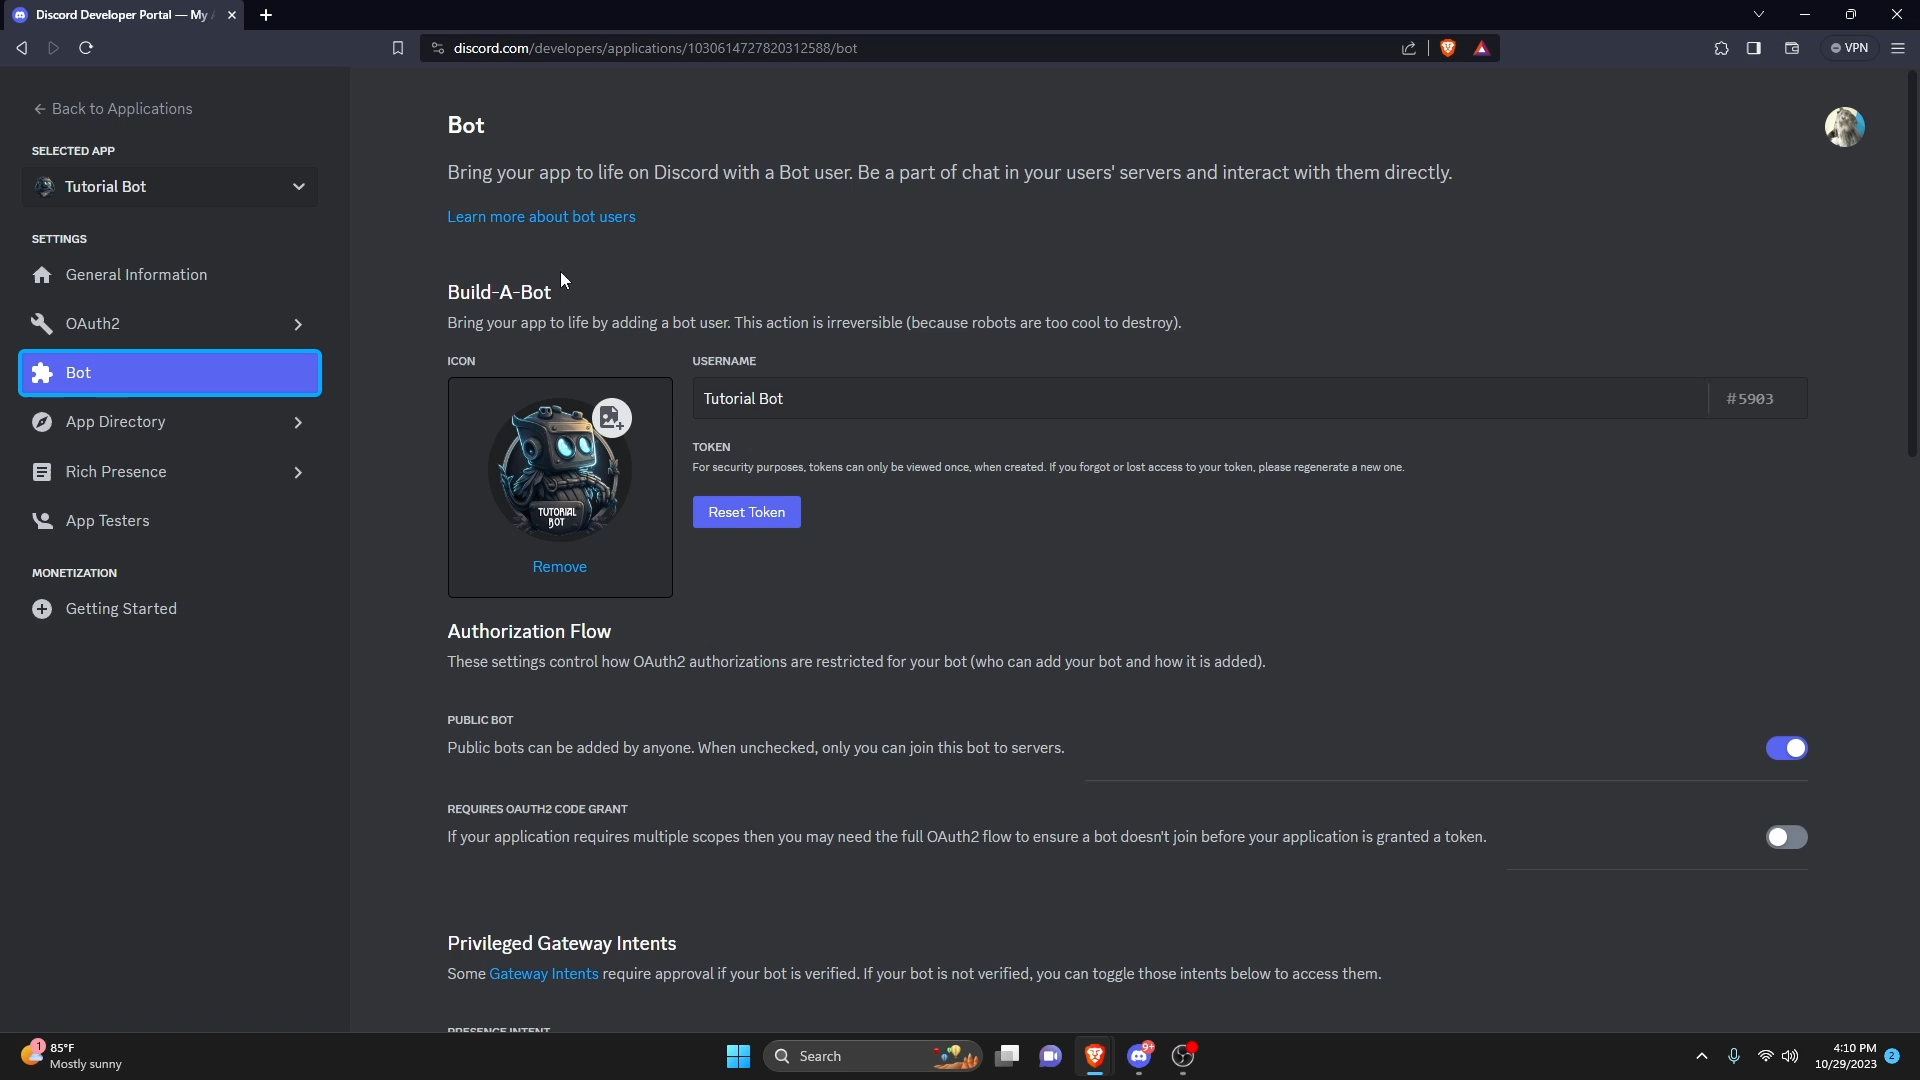 Discord Developer Portal — My A
discord.com/developers/applications/1030614727820312588/bot
VPN
Back to Applications
SELECTED APP
Tutorial Bot
SETTINGS
General Information
OAuth2
Bot
App Directory
Rich Presence
App Testers
MONETIZATION
Getting Started
Bot
Bring your app to life on Discord with a Bot user. Be a part of chat in your users' servers and interact with them directly.
Learn more about bot users
Build-A-Bot
Bring your app to life by adding a bot user. This action is irreversible (because robots are too cool to destroy).
ICON
TUTORIAL
BOT
Remove
USERNAME
Tutorial Bot #5903
TOKEN
For security purposes, tokens can only be viewed once, when created. If you forgot or lost access to your token, please regenerate a new one.
Reset Token
Authorization Flow
These settings control how OAuth2 authorizations are restricted for your bot (who can add your bot and how it is added).
PUBLIC BOT
Public bots can be added by anyone. When unchecked, only you can join this bot to servers.
REQUIRES OAUTH2 CODE GRANT
If your application requires multiple scopes then you may need the full OAuth2 flow to ensure a bot doesn't join before your application is granted a token.
Privileged Gateway Intents
Some Gateway Intents require approval if your bot is verified. If your bot is not verified, you can toggle those intents below to access them.
PRESENCE INTENT
1
85°F
Mostly sunny
Search
9+
4:10 PM
10/29/2023
2